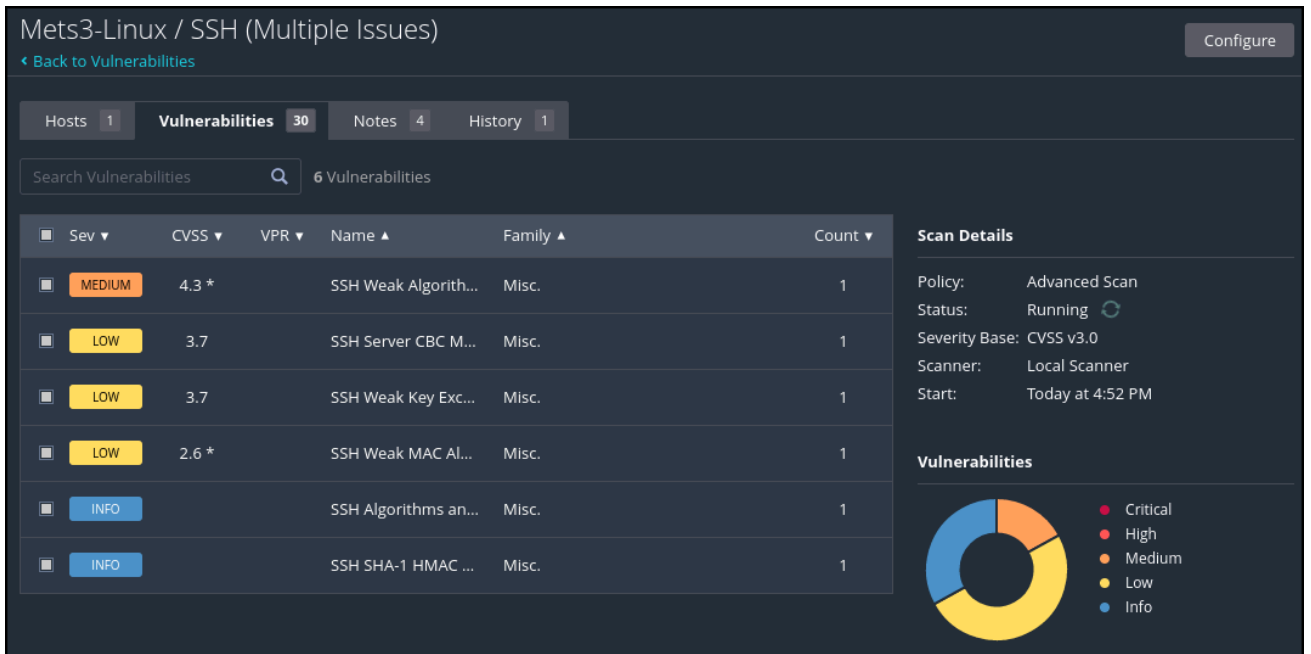 Mets3-Linux / SSH (Multiple Issues)
Configure
Back to Vulnerabilities
Hosts 1 Vulnerabilities 30 Notes 4 History 1
Search Vulnerabilities 6 Vulnerabilities
Sev CVSS VPR Name Family Count
MEDIUM 4.3 * SSH Weak Algorith... Misc. 1
LOW 3.7 SSH Server CBC M... Misc. 1
LOW 3.7 SSH Weak Key Exc... Misc. 1
LOW 2.6 * SSH Weak MAC Al... Misc. 1
INFO SSH Algorithms an... Misc. 1
INFO SSH SHA-1 HMAC ... Misc. 1
Scan Details
Policy: Advanced Scan
Status: Running
Severity Base: CVSS v3.0
Scanner: Local Scanner
Start: Today at 4:52 PM
Vulnerabilities
Critical
High
Medium
Low
Info